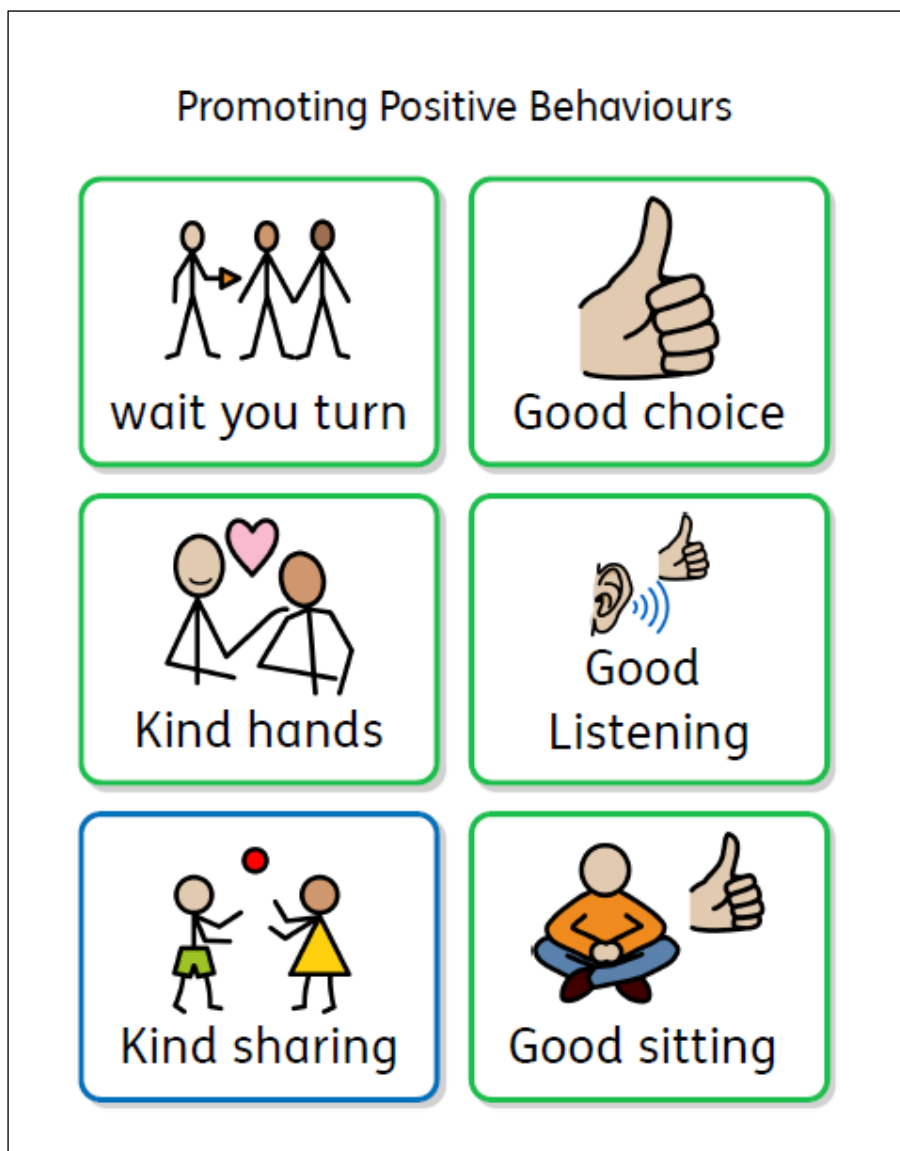 Promoting Positive Behaviours
wait you turn
Good choice
Kind hands
Good
Listening
Kind sharing
Good sitting